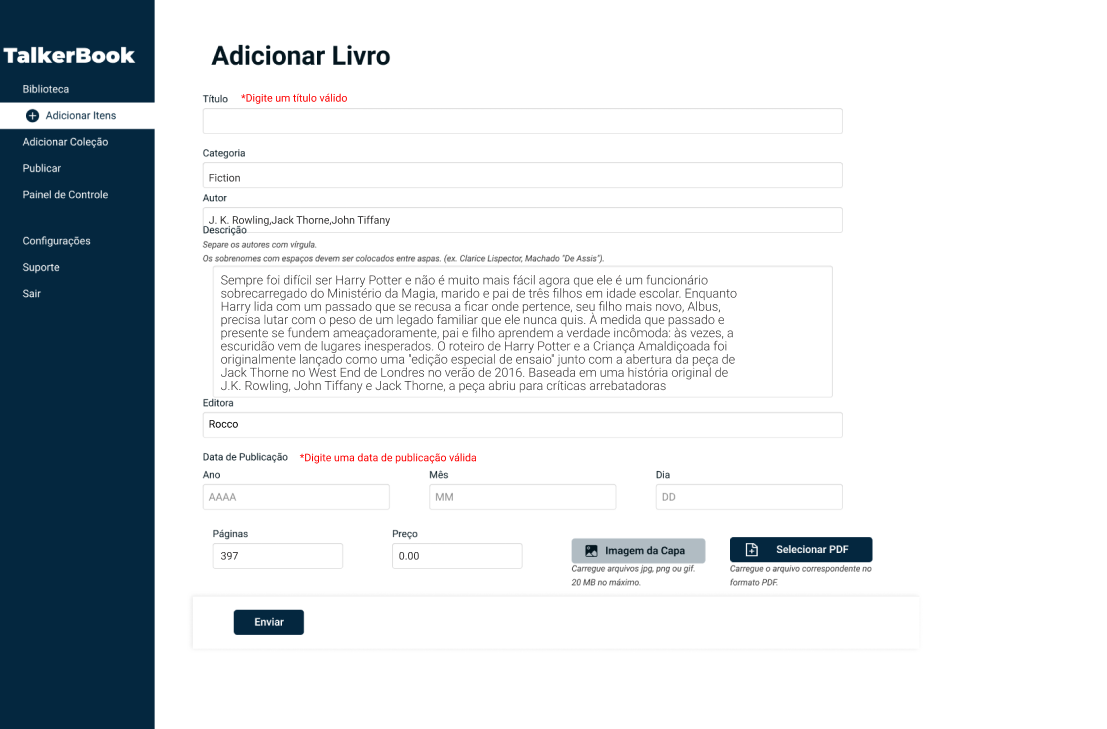 TalkerBook
Biblioteca
Adicionar Itens
Adicionar Coleção
Publicar
Painel de Controle
Configurações
Suporte
Sair
Adicionar Livro
Título *Digite um título válido
Categoria
Fiction
Autor
J. K. Rowling,Jack Thorne,John Tiffany
Descrição
Separe os autores com vírgula.
Os sobrenomes com espaços devem ser colocados entre aspas. (ex. Clarice Lispector, Machado "De Assis").
Sempre foi difícil ser Harry Potter e não é muito mais fácil agora que ele é um funcionário
sobrecarregado do Ministério da Magia, marido e pai de três filhos em idade escolar. Enquanto
Harry lida com um passado que se recusa a ficar onde pertence, seu filho mais novo, Albus,
precisa lutar com o peso de um legado familiar que ele nunca quis. À medida que passado e
presente se fundem ameaçadoramente, pai e filho aprendem a verdade incômoda: às vezes, a
escuridão vem de lugares inesperados. O roteiro de Harry Potter e a Criança Amaldiçoada foi
originalmente lançado como uma "edição especial de ensaio" junto com a abertura da peça de
Jack Thorne no West End de Londres no verão de 2016. Baseada em uma história original de
J.K. Rowling, John Tiffany e Jack Thorne, a peça abriu para críticas arrebatadoras
Editora
Rocco
Data de Publicação *Digite uma data de publicação válida
Ano Mês Dia
AAAA MM DD
Páginas Preço
397 0.00 Imagem da Capa Selecionar PDF
Carregue arquivos jpg, png ou gif. Carregue o arquivo correspondente no
20 MB no máximo. formato PDF.
Enviar